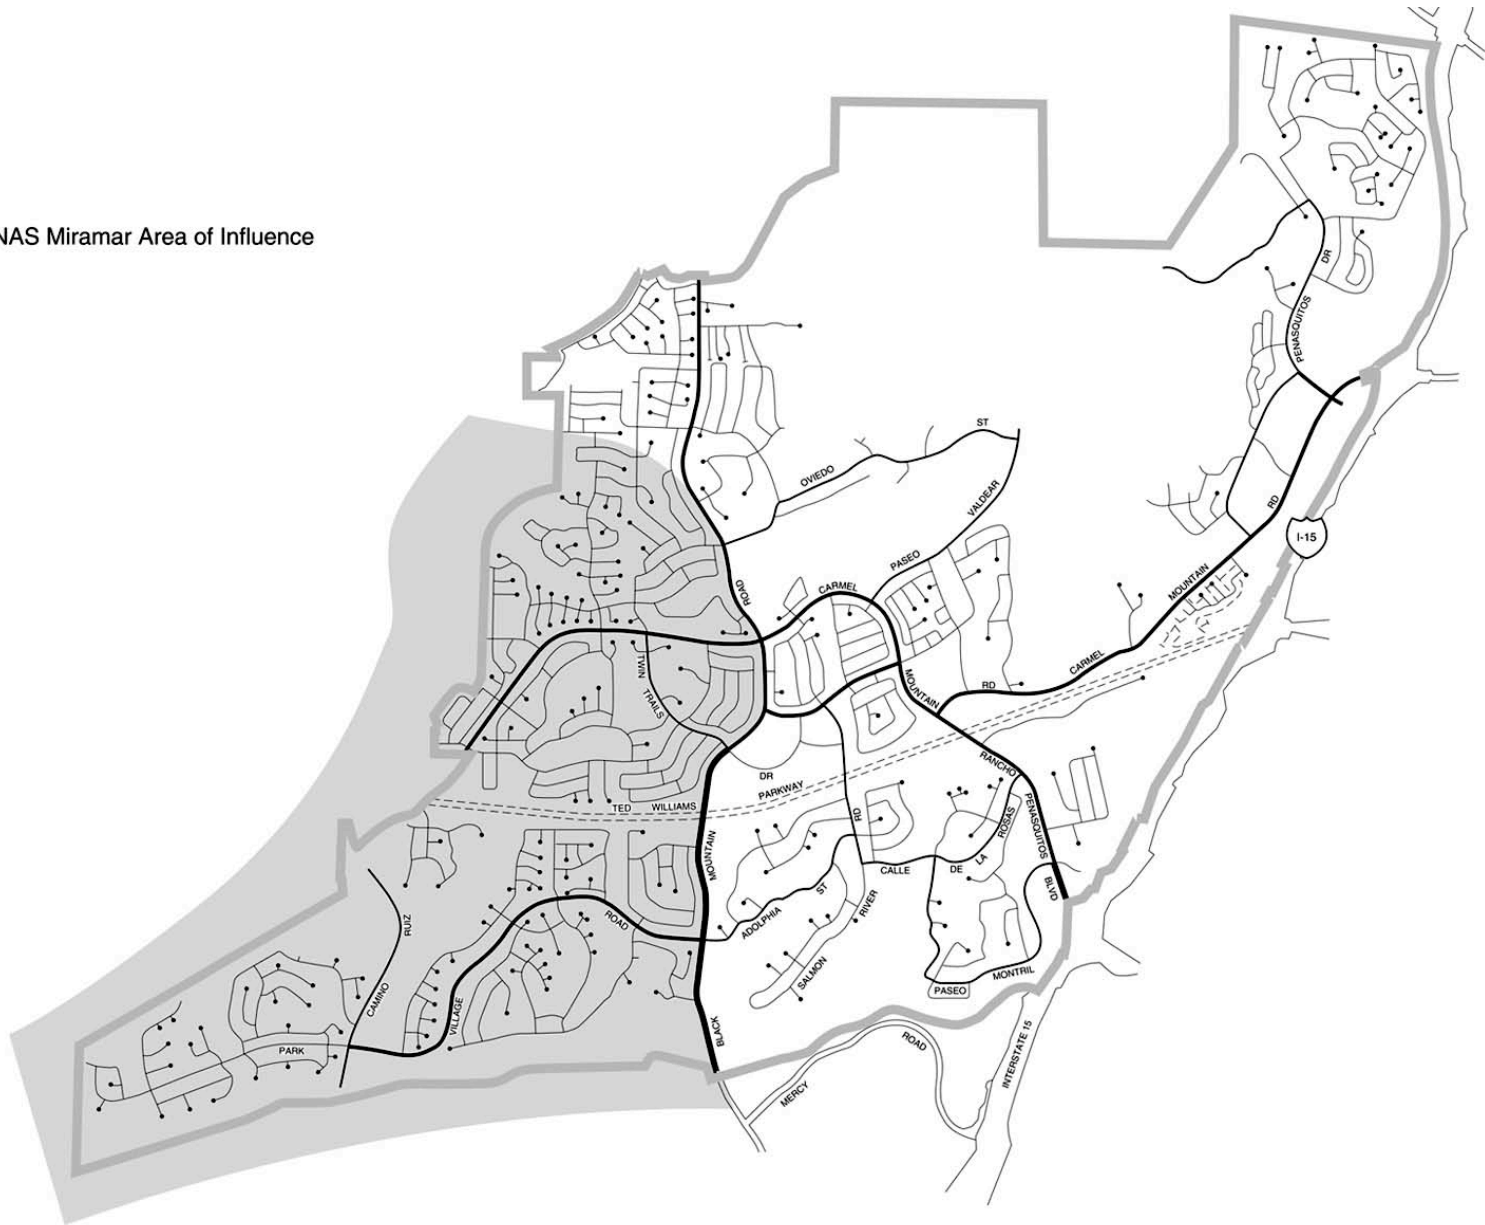 NAS Miramar Area of Influence
DR
PENASQUITOS
ST
OVIEDO
VALDEAR
RD
I-15
PASEO
MOUNTAIN
ROAD
CARMEL
TWIN
TRAILS
CARMEL
RD
MOUNTAIN
RANCHO
DR
PARKWAY
TED WILLIAMS
PENASQUITOS
RD
ROSAS
MOUNTAIN
LA
CALLE DE
BLVD
ST
RIVER
ADOLPHIA
ROAD
RUIZ
SALMON
MONTRIL
PASEO
CAMINO
VILLAGE
BLACK
ROAD
PARK
INTERSTATE 15
MERCY